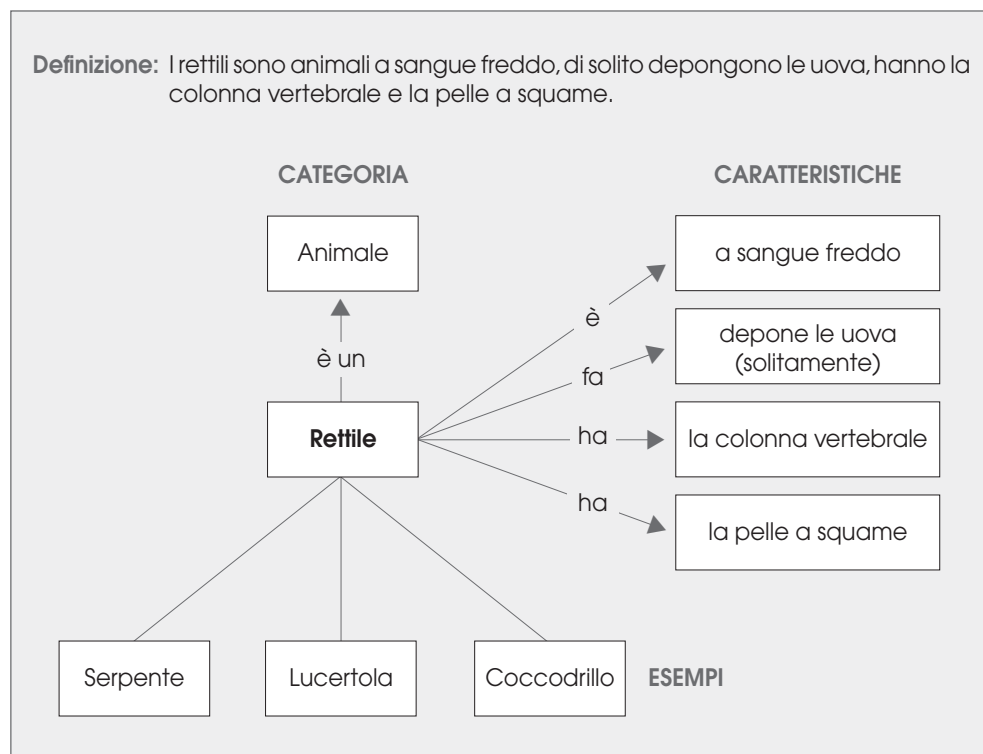 Definizione: I rettili sono animali a sangue freddo, di solito depongono le uova, hanno la
colonna vertebrale e la pelle a squame.
CATEGORIA
CARATTERISTICHE
Animale
a sangue freddo
è
è un
depone le uova
(solitamente)
fa
Rettile
ha
la colonna vertebrale
ha
la pelle a squame
Serpente
Lucertola
Coccodrillo
ESEMPI